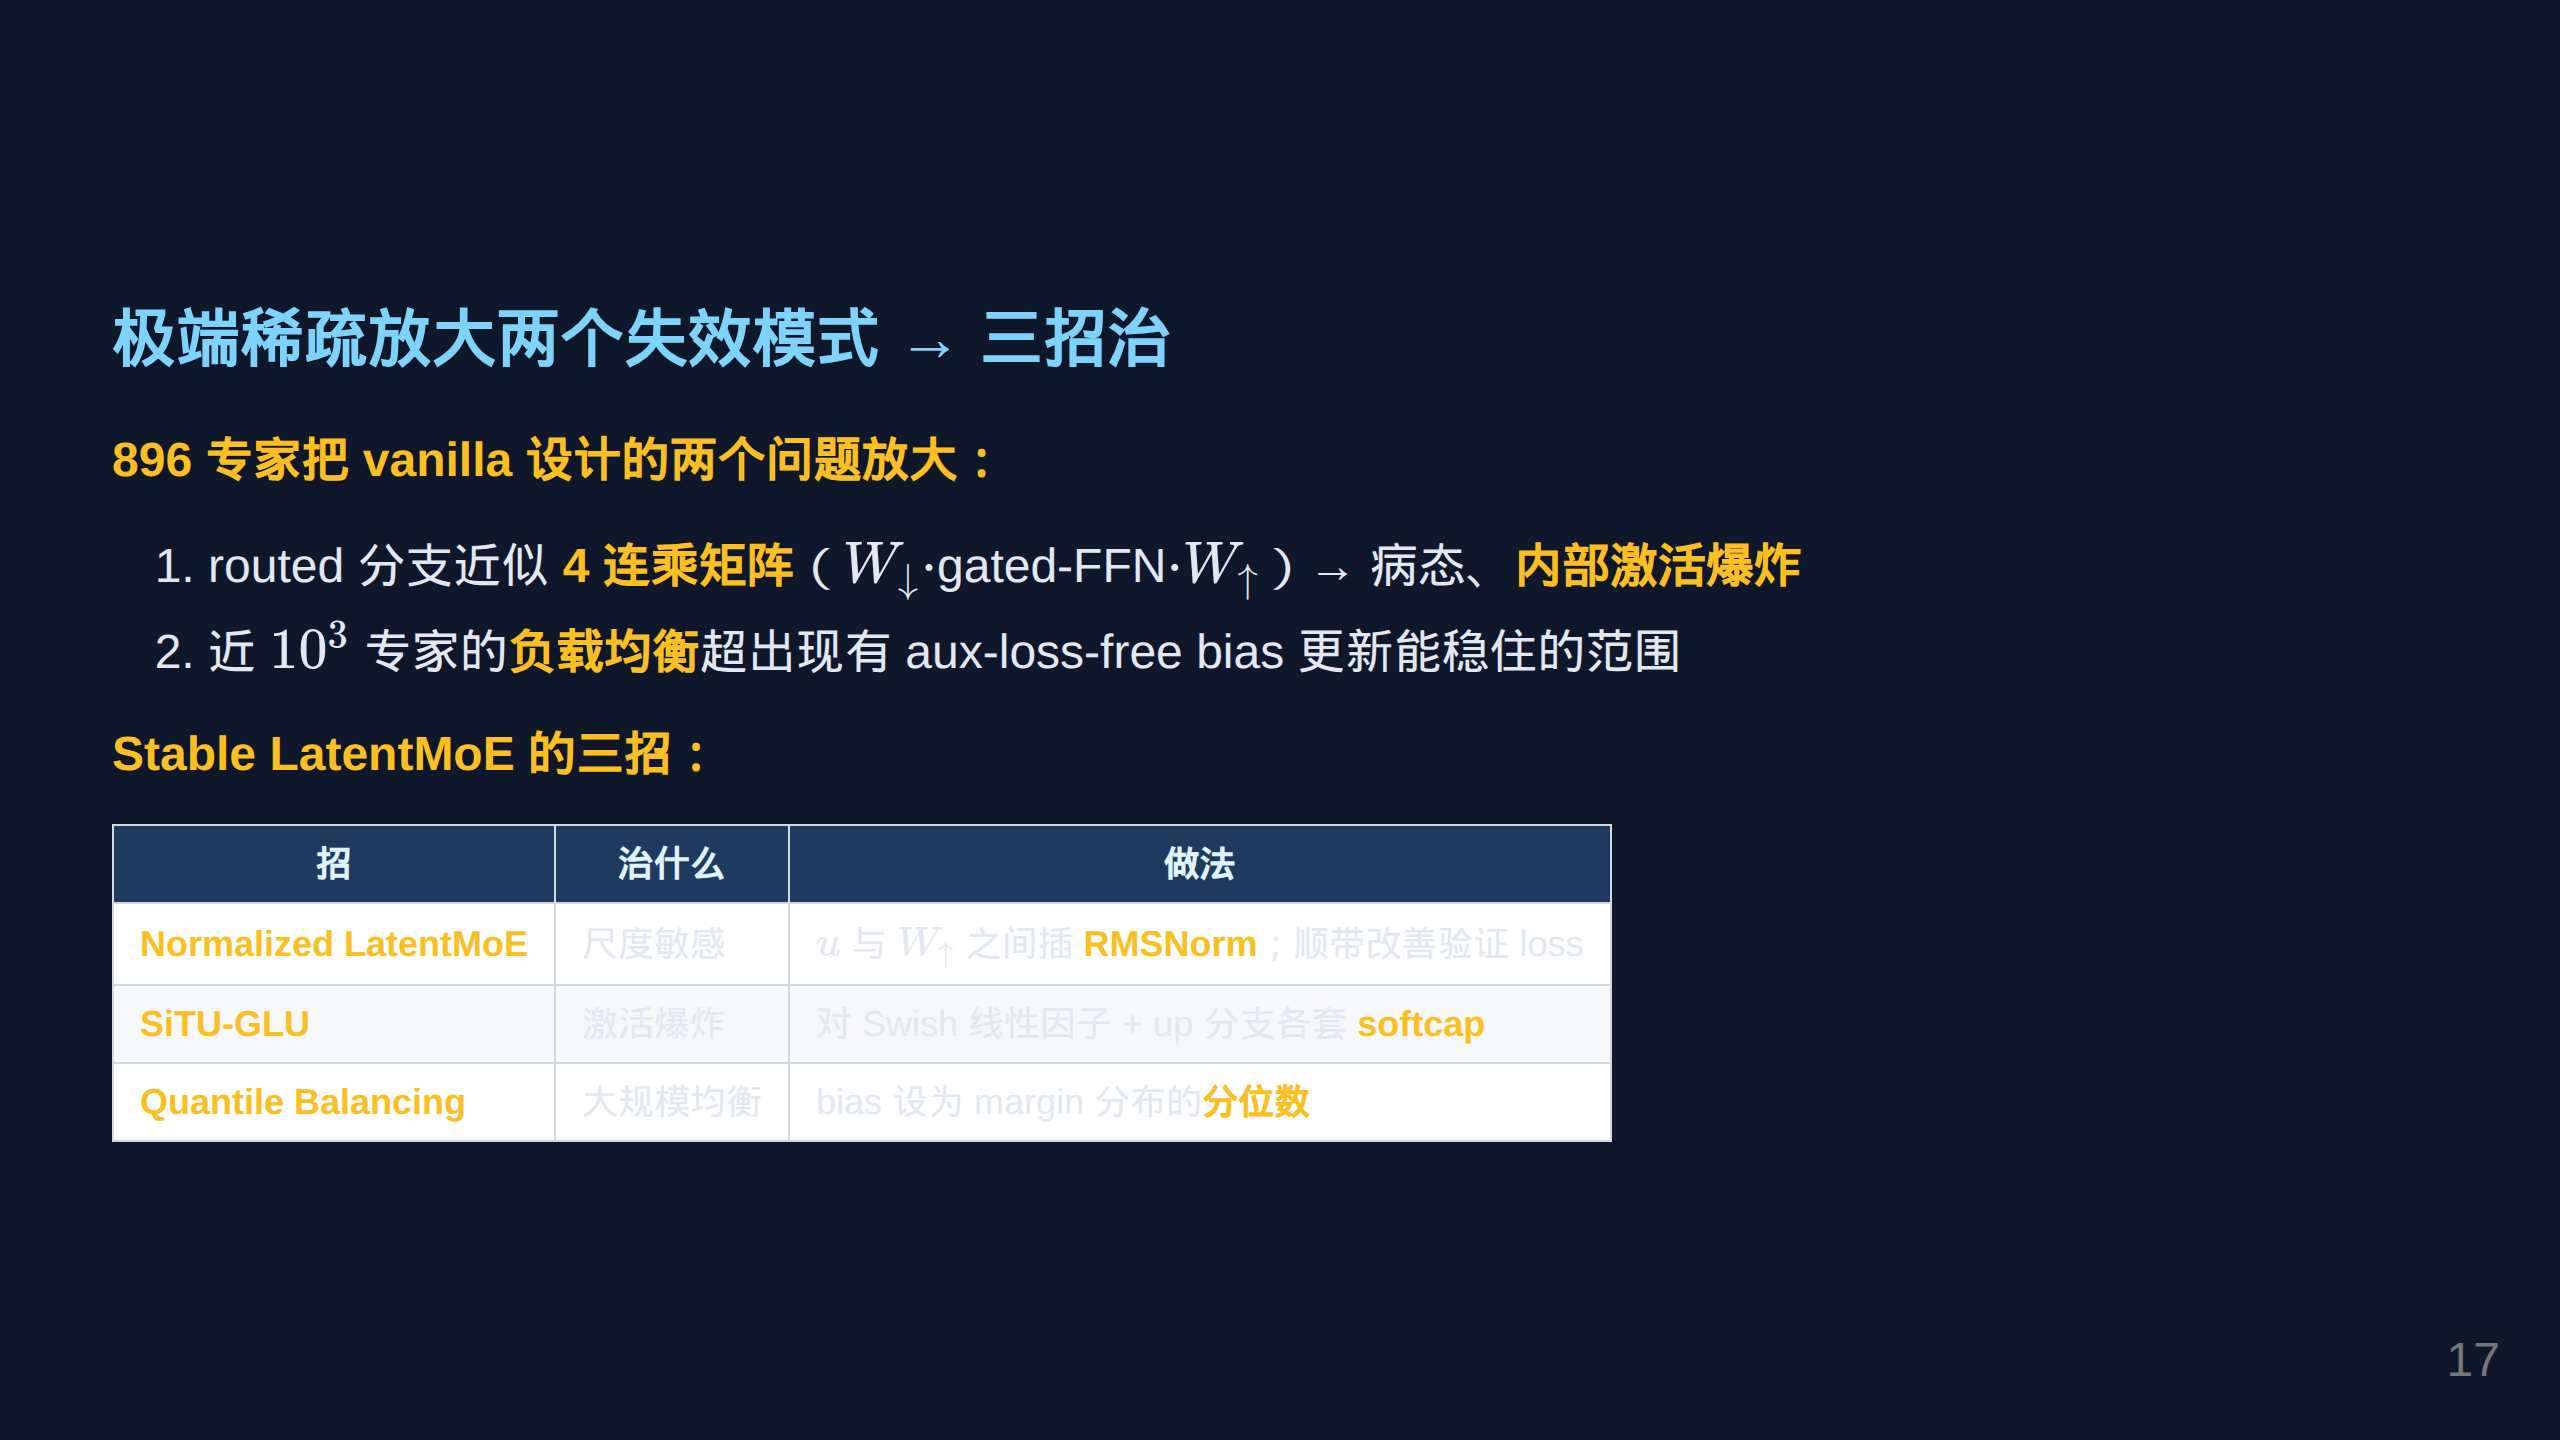 极端稀疏放大两个失效模式 → 三招治
896 专家把 vanilla 设计的两个问题放大：
1. routed 分支近似 4 连乘矩阵（W↓·gated-FFN·W↑）→ 病态、内部激活爆炸
2. 近 10³ 专家的负载均衡超出现有 aux-loss-free bias 更新能稳住的范围
Stable LatentMoE 的三招：
招 治什么 做法
Normalized LatentMoE 尺度敏感 u 与 W↑ 之间插 RMSNorm；顺带改善验证 loss
SiTU-GLU 激活爆炸 对 Swish 线性因子 + up 分支各套 softcap
Quantile Balancing 大规模均衡 bias 设为 margin 分布的分位数
17